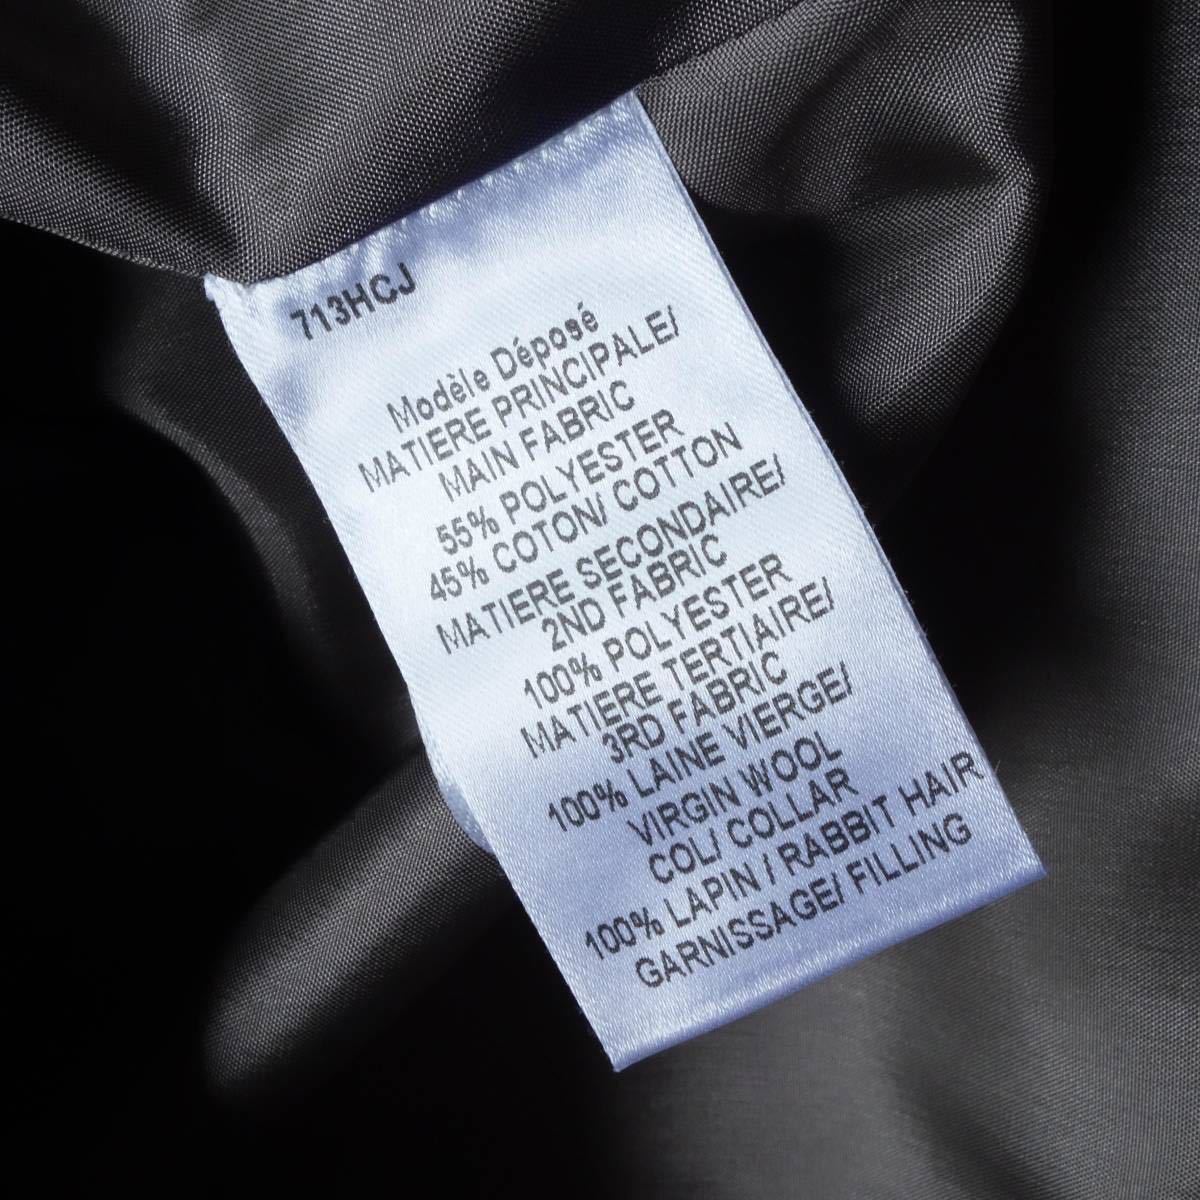 713HCJ
Modèle Déposé
MATIERE PRINCIPALE/
MAIN FABRIC
55% POLYESTER
45% COTON/ COTTON
MATIERE SECONDAIRE/
2ND FABRIC
100% POLYESTER
MATIERE TERTIAIRE/
3RD FABRIC
100% LAINE VIERGE/
VIRGIN WOOL
COL/ COLLAR
100% LAPIN / RABBIT HAIR
GARNISSAGE/ FILLING